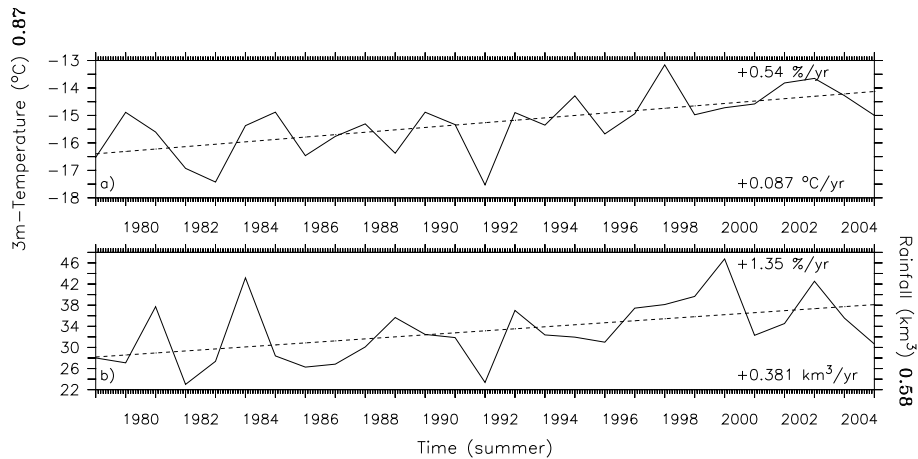 3m-Temperature (°C) 0.87
-13
-14
-15
-16
-17
-18
+0.54 %/yr
a)
+0.087 °C/yr
1980 1982 1984 1986 1988 1990 1992 1994 1996 1998 2000 2002 2004
46
42
38
34
30
26
22
+1.35 %/yr
b)
+0.381 km³/yr
Rainfall (km³) 0.58
1980 1982 1984 1986 1988 1990 1992 1994 1996 1998 2000 2002 2004
Time (summer)